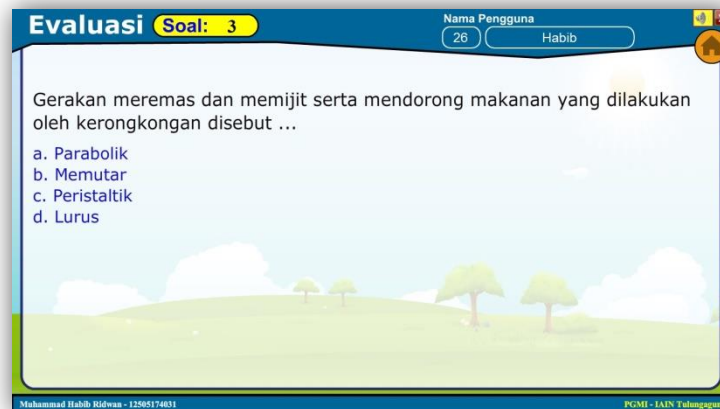 Evaluasi Soal: 3
Nama Pengguna
26 Habib
Gerakan meremas dan memijit serta mendorong makanan yang dilakukan
oleh kerongkongan disebut ...
a. Parabolik
b. Memutar
c. Peristaltik
d. Lurus
Muhammad Habib Ridwan - 12505174031
PGMI - IAIN Tulungagung